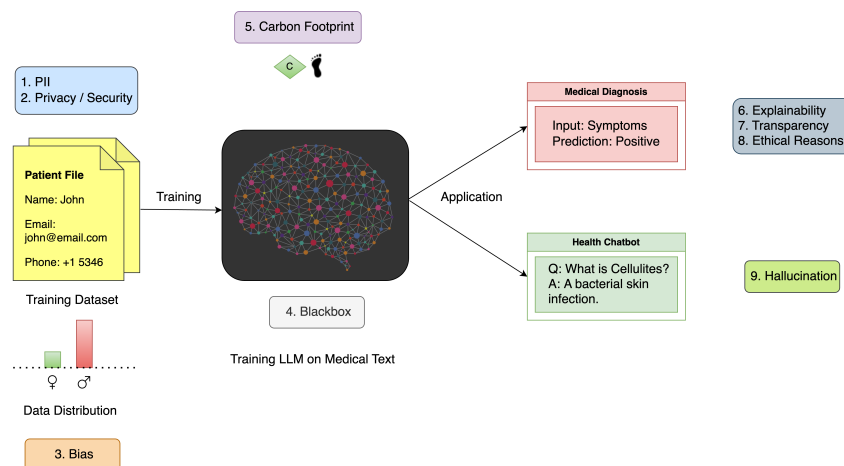 5. Carbon Footprint
C
1. PII
2. Privacy / Security
Patient File
Name: John
Email:
john@email.com
Phone: +1 5346
Training Dataset
Training
4. Blackbox
Training LLM on Medical Text
Application
Medical Diagnosis
Input: Symptoms
Prediction: Positive
Health Chatbot
Q: What is Cellulites?
A: A bacterial skin
infection.
6. Explainability
7. Transparency
8. Ethical Reasons
9. Hallucination
♀
♂
Data Distribution
3. Bias